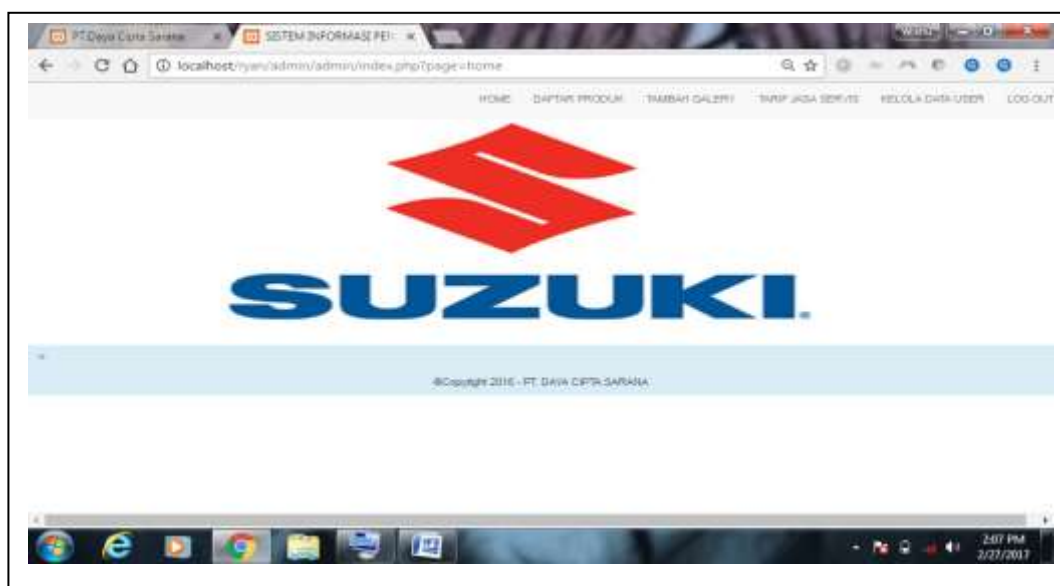 PT.Daya Cipta Sarana SISTEM INFORMASI PEI
localhost/ryan/admin/admin/index.php?page=home
HOME DAFTAR PRODUK TAMBAH GALERY TARIF JASA SERVIS KELOLA DATA USER LOG OUT
SUZUKI
©Copyright 2016 - PT. DAYA CIPTA SARANA
2:07 PM
2/27/2017